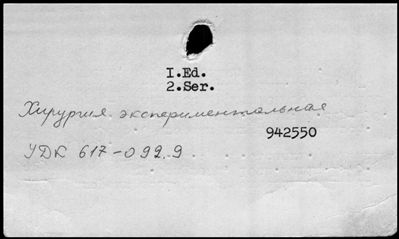 I.Ed.
2.Ser.
Хирургия экспериментальная
942550
УДК 617-092.9